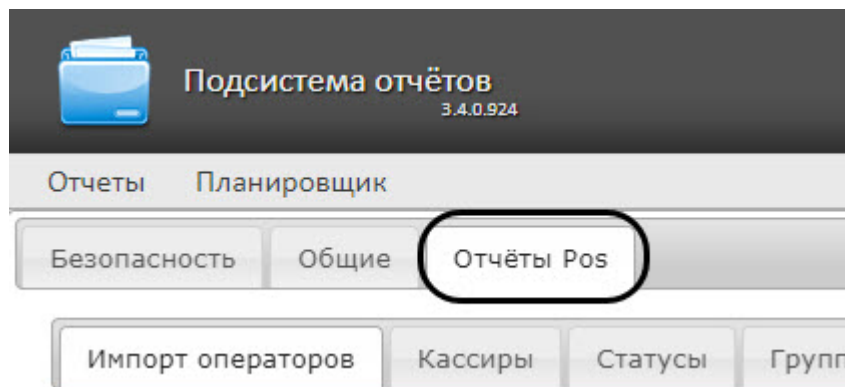 Подсистема отчётов
3.4.0.924
Отчеты Планировщик
Безопасность Общие Отчёты Pos
Импорт операторов Кассиры Статусы